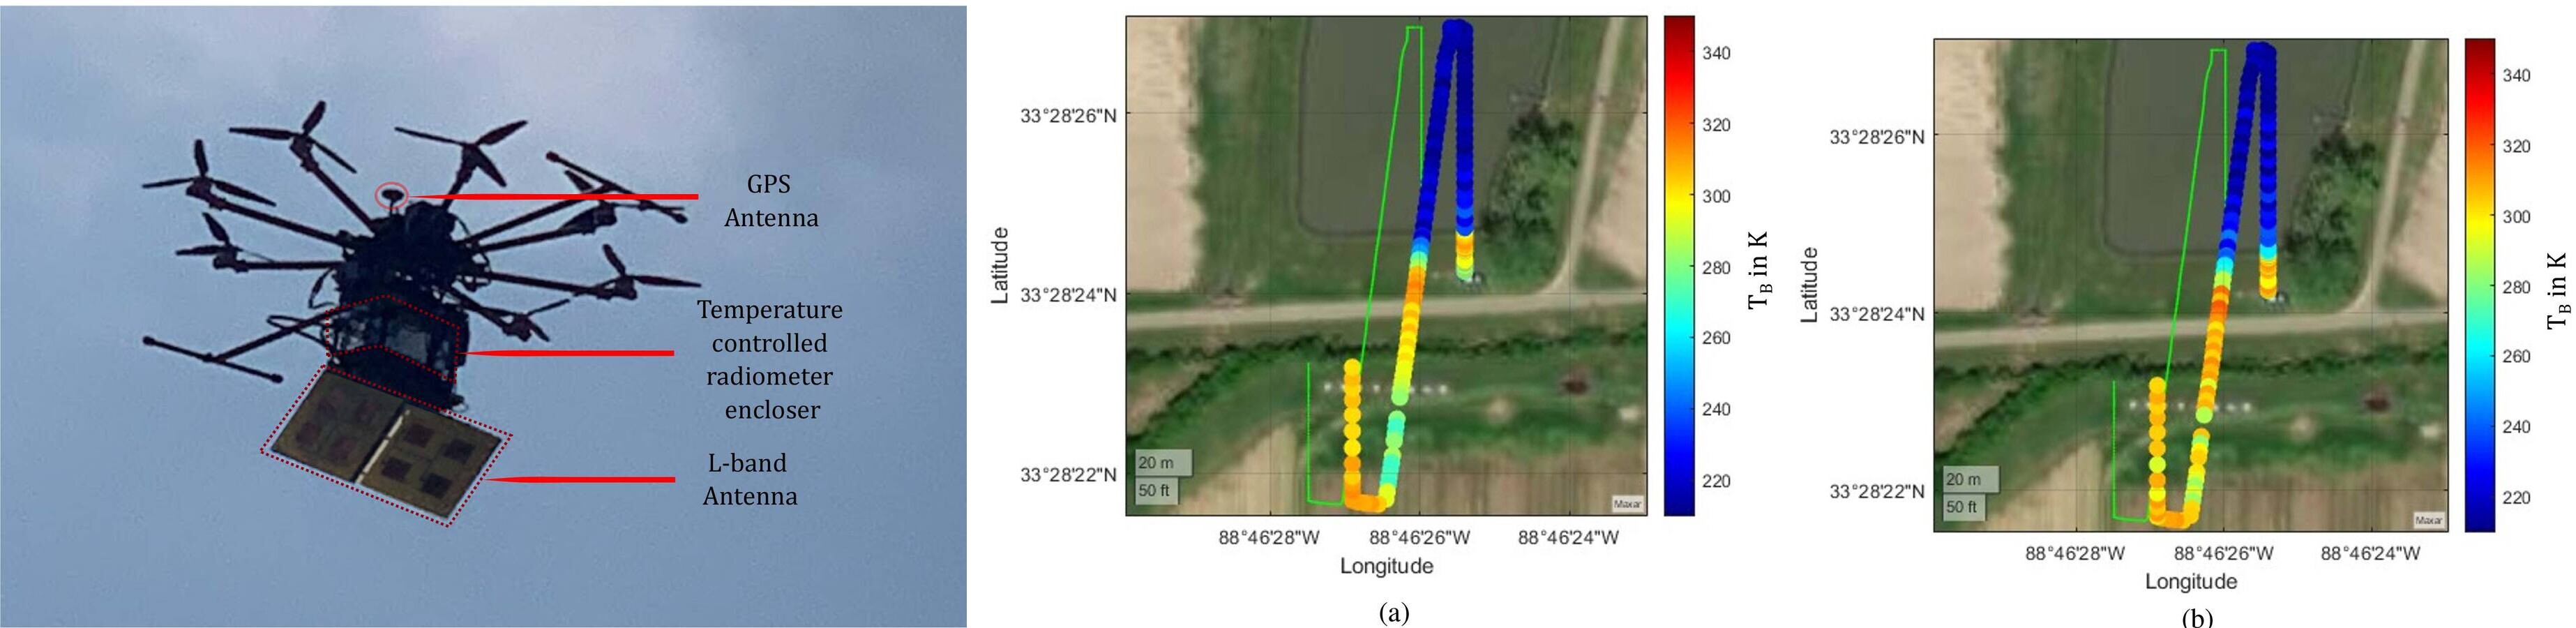 GPS
Antenna
Temperature
controlled
radiometer
encloser
L-band
Antenna
33°28'26"N
33°28'24"N
33°28'22"N
Latitude
20 m
50 ft
Maxar
88°46'28"W 88°46'26"W 88°46'24"W
Longitude
340
320
300
280
260
240
220
T_B in K
(a)
33°28'26"N
33°28'24"N
33°28'22"N
Latitude
20 m
50 ft
Maxar
88°46'28"W 88°46'26"W 88°46'24"W
Longitude
340
320
300
280
260
240
220
T_B in K
(b)